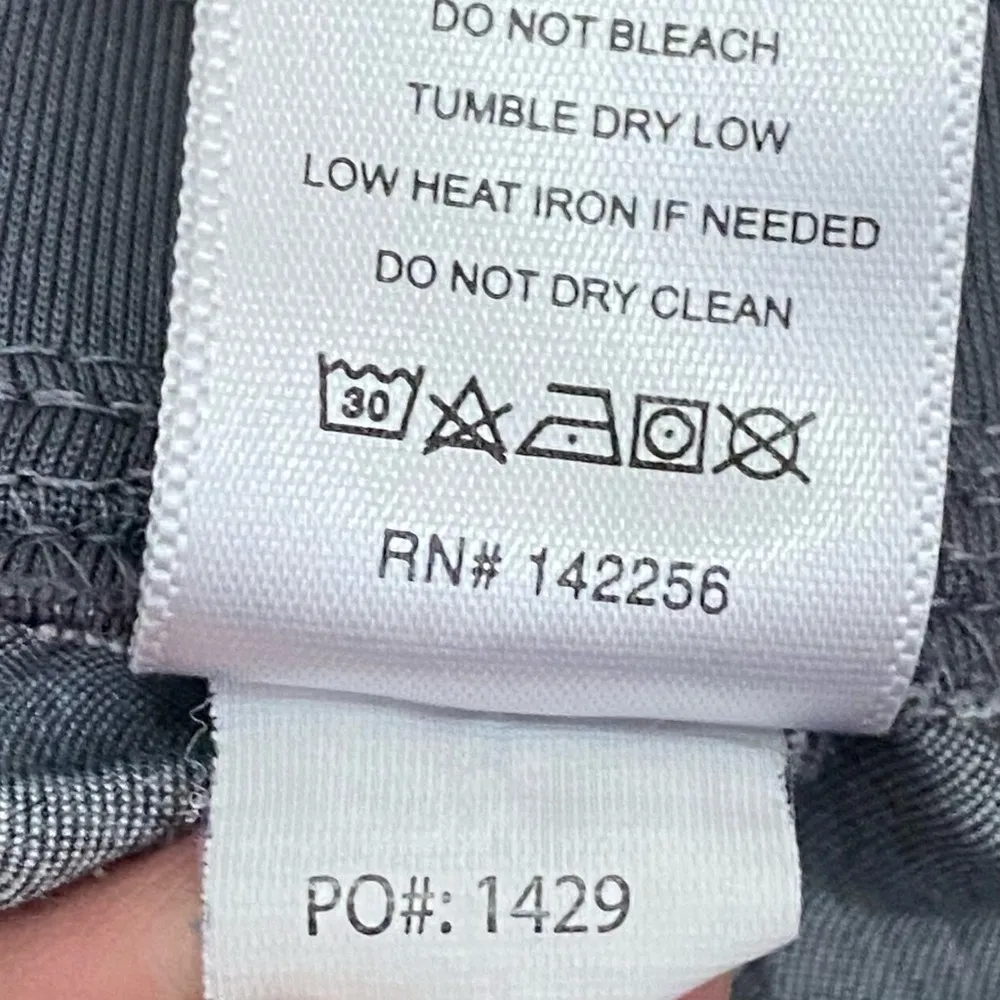 DO NOT BLEACH
TUMBLE DRY LOW
LOW HEAT IRON IF NEEDED
DO NOT DRY CLEAN
30
RN# 142256
PO#: 1429